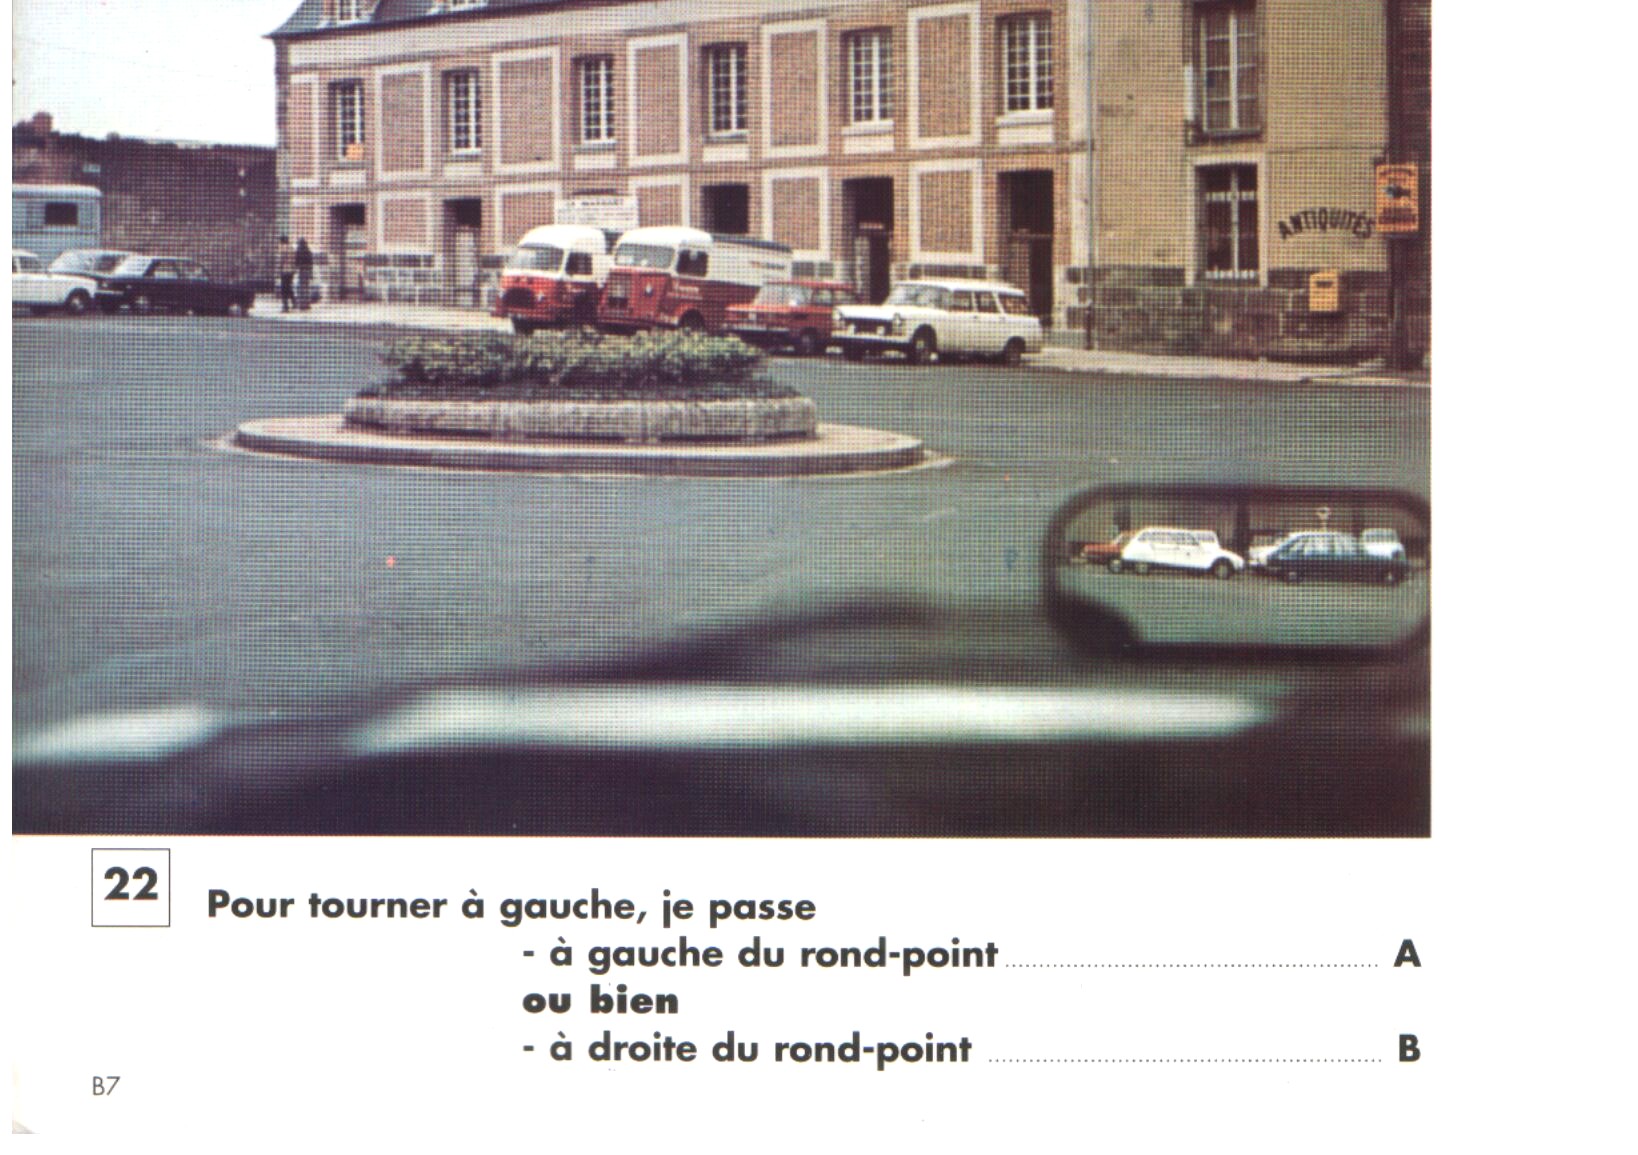 ANTIQUITÉS
22
Pour tourner à gauche, je passe
- à gauche du rond-point A
ou bien
- à droite du rond-point B
B7